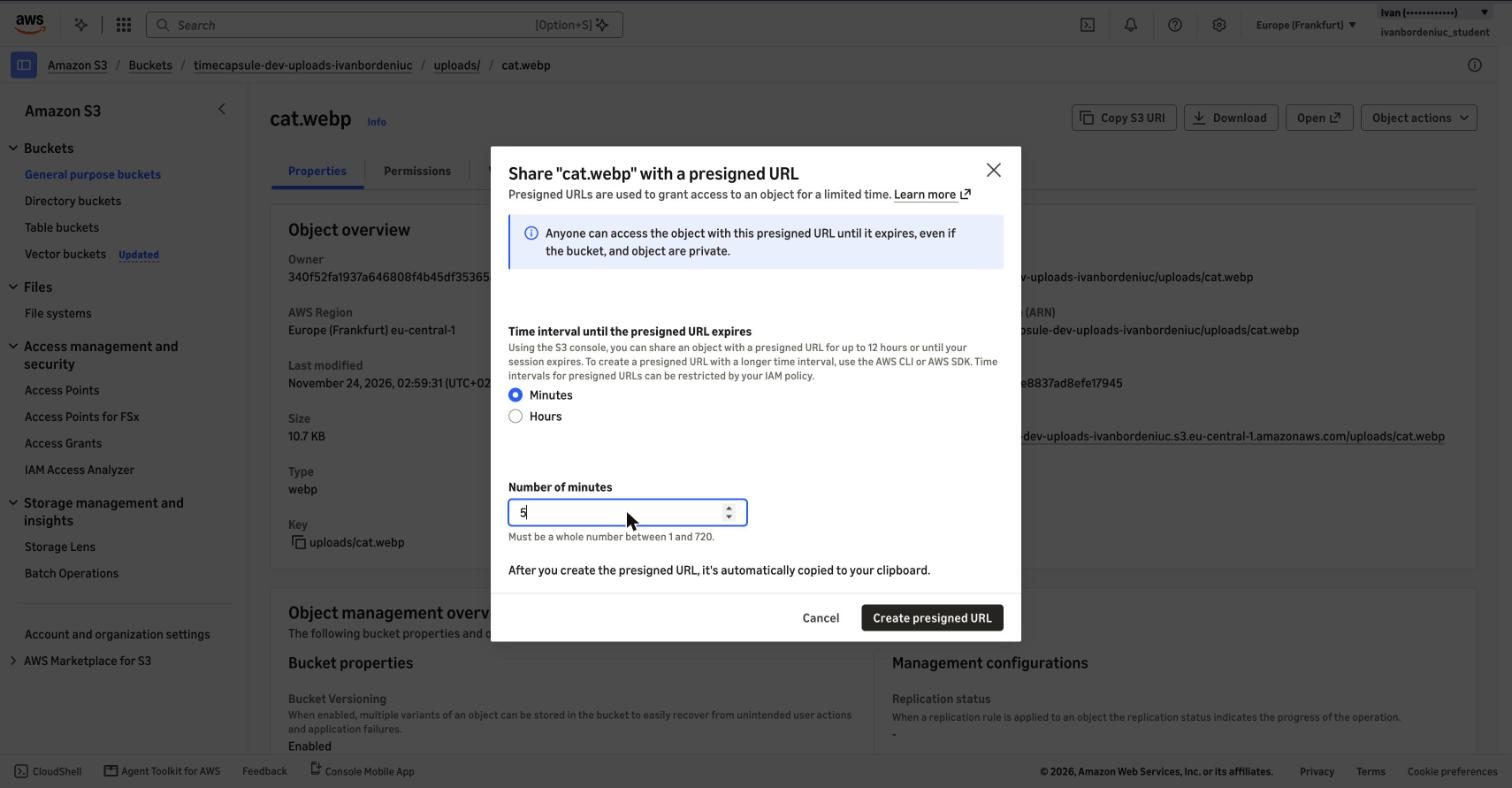 aws
Search
[Option+S]
Europe (Frankfurt)
Ivan (············)
ivanbordeniuc_student
Amazon S3 / Buckets / timecapsule-dev-uploads-ivanbordeniuc / uploads/ / cat.webp
Amazon S3
Buckets
General purpose buckets
Directory buckets
Table buckets
Vector buckets Updated
Files
File systems
Access management and
security
Access Points
Access Points for FSx
Access Grants
IAM Access Analyzer
Storage management and
insights
Storage Lens
Batch Operations
Account and organization settings
AWS Marketplace for S3
cat.webp Info
Copy S3 URI
Download
Open
Object actions
Properties
Permissions
Object overview
Owner
340f52fa1937a646808f4b45df35365
AWS Region
Europe (Frankfurt) eu-central-1
Last modified
November 24, 2026, 02:59:31 (UTC+02
Size
10.7 KB
Type
webp
Key
uploads/cat.webp
v-uploads-ivanbordeniuc/uploads/cat.webp
(ARN)
psule-dev-uploads-ivanbordeniuc/uploads/cat.webp
e8837ad8efe17945
-dev-uploads-ivanbordeniuc.s3.eu-central-1.amazonaws.com/uploads/cat.webp
Share "cat.webp" with a presigned URL
Presigned URLs are used to grant access to an object for a limited time. Learn more
Anyone can access the object with this presigned URL until it expires, even if
the bucket, and object are private.
Time interval until the presigned URL expires
Using the S3 console, you can share an object with a presigned URL for up to 12 hours or until your
session expires. To create a presigned URL with a longer time interval, use the AWS CLI or AWS SDK. Time
intervals for presigned URLs can be restricted by your IAM policy.
Minutes
Hours
Number of minutes
5
Must be a whole number between 1 and 720.
After you create the presigned URL, it's automatically copied to your clipboard.
Cancel
Create presigned URL
Object management overv
The following bucket properties and o
Bucket properties
Bucket Versioning
When enabled, multiple variants of an object can be stored in the bucket to easily recover from unintended user actions
and application failures.
Enabled
Management configurations
Replication status
When a replication rule is applied to an object the replication status indicates the progress of the operation.
-
CloudShell
Agent Toolkit for AWS
Feedback
Console Mobile App
© 2026, Amazon Web Services, Inc. or its affiliates.
Privacy
Terms
Cookie preferences